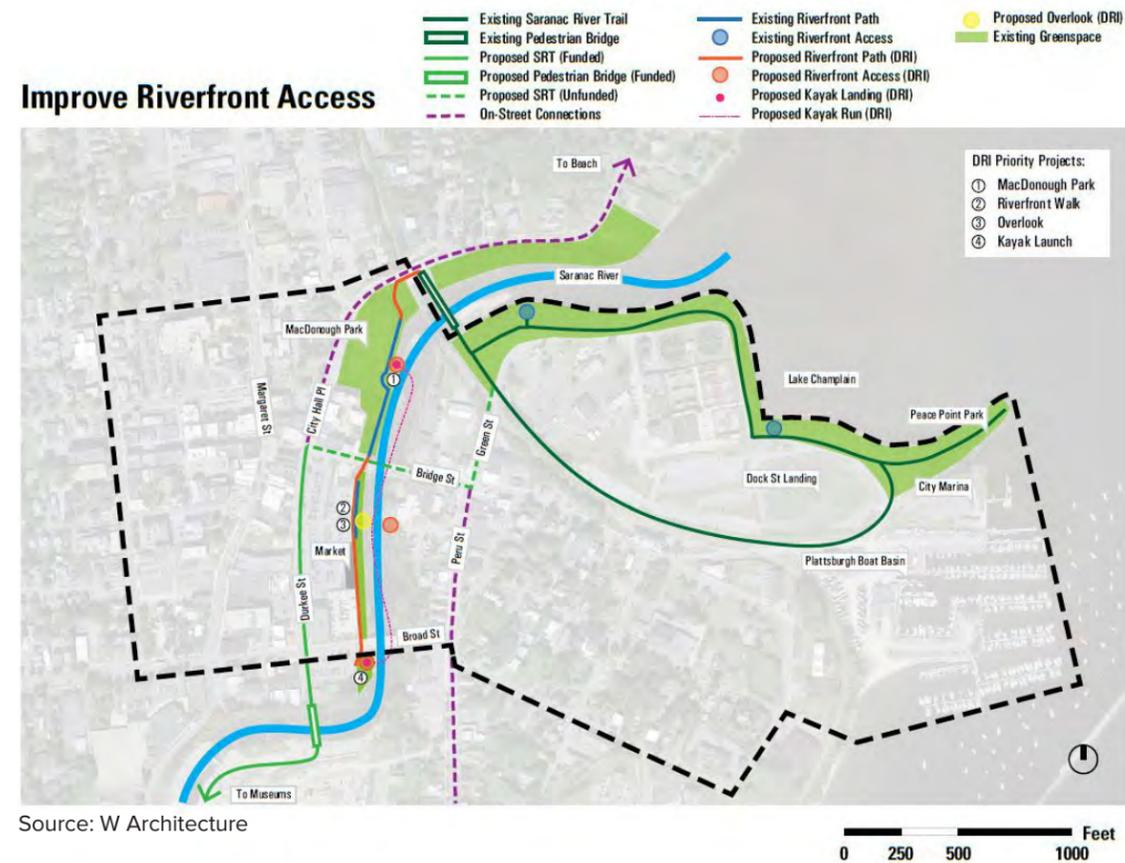 Improve Riverfront Access
Existing Saranac River Trail
Existing Pedestrian Bridge
Proposed SRT (Funded)
Proposed Pedestrian Bridge (Funded)
Proposed SRT (Unfunded)
On-Street Connections
Existing Riverfront Path
Existing Riverfront Access
Proposed Riverfront Path (DRI)
Proposed Riverfront Access (DRI)
Proposed Kayak Landing (DRI)
Proposed Kayak Run (DRI)
Proposed Overlook (DRI)
Existing Greenspace
DRI Priority Projects:
① MacDonough Park
② Riverfront Walk
③ Overlook
④ Kayak Launch
To Beach
Saranac River
MacDonough Park
①
Lake Champlain
Margaret St
City Hall Pl
Peace Point Park
Green St
Bridge St
Dock St Landing
City Marina
②
③
Market
Peru St
Plattsburgh Boat Basin
Durkee St
Broad St
④
To Museums
Source: W Architecture
Feet
0 250 500 1000